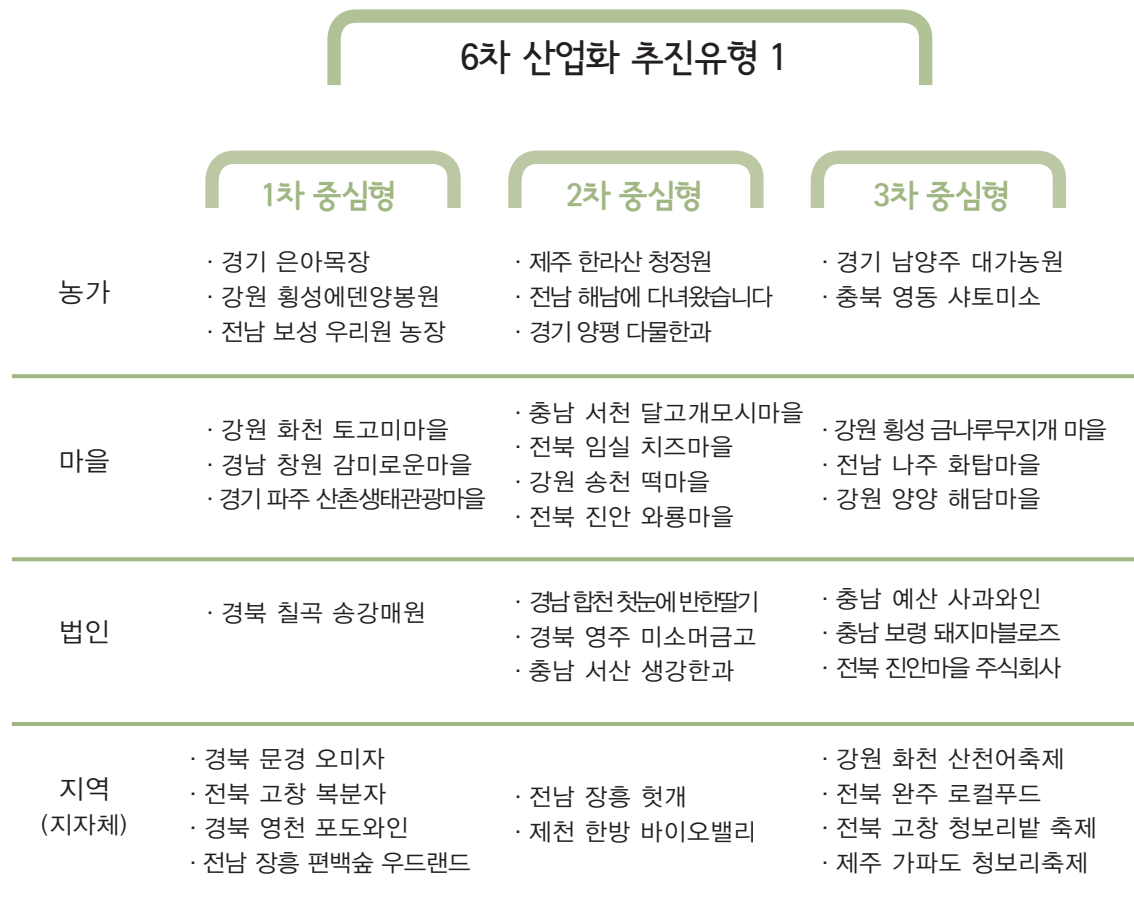 6차 산업화 추진유형 1
1차 중심형
2차 중심형
3차 중심형
농가
· 경기 은아목장
· 강원 횡성에덴양봉원
· 전남 보성 우리원 농장
· 제주 한라산 청정원
· 전남 해남에 다녀왔습니다
· 경기 양평 다물한과
· 경기 남양주 대가농원
· 충북 영동 샤토미소
마을
· 강원 화천 토고미마을
· 경남 창원 감미로운마을
· 경기 파주 산촌생태관광마을
· 충남 서천 달고개모시마을
· 전북 임실 치즈마을
· 강원 송천 떡마을
· 전북 진안 와룡마을
· 강원 횡성 금나루무지개 마을
· 전남 나주 화탑마을
· 강원 양양 해담마을
법인
· 경북 칠곡 송강매원
· 경남 합천 첫눈에 반한딸기
· 경북 영주 미소머금고
· 충남 서산 생강한과
· 충남 예산 사과와인
· 충남 보령 돼지마블로즈
· 전북 진안마을 주식회사
지역
(지자체)
· 경북 문경 오미자
· 전북 고창 복분자
· 경북 영천 포도와인
· 전남 장흥 편백숲 우드랜드
· 전남 장흥 헛개
· 제천 한방 바이오밸리
· 강원 화천 산천어축제
· 전북 완주 로컬푸드
· 전북 고창 청보리밭 축제
· 제주 가파도 청보리축제